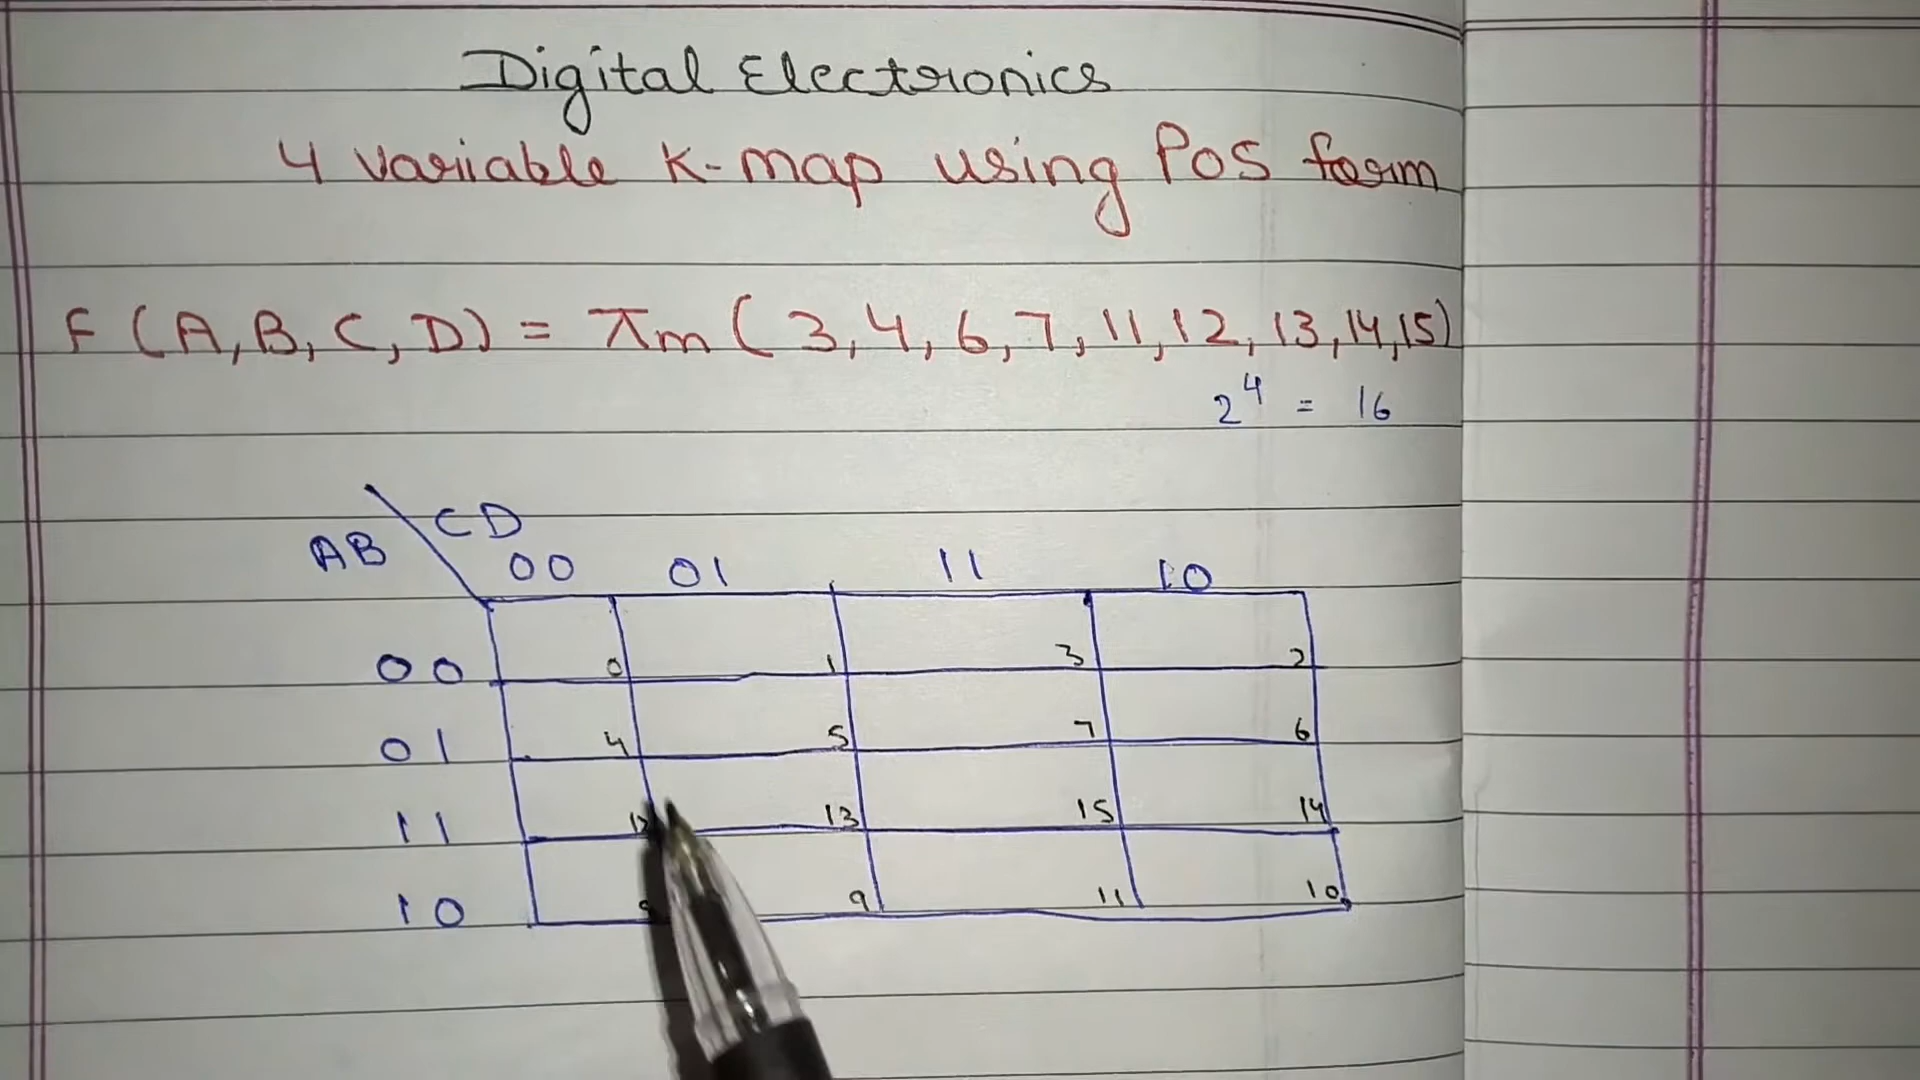 Digital Electronics
4 variable K-map using POS form
F (A, B, C, D) = πm ( 3, 4, 6, 7, 11, 12, 13, 14, 15)
2^4 = 16
AB \ CD
00 01 11 10
00 0 1 3 2
01 4 5 7 6
11 12 13 15 14
10 9 11 10